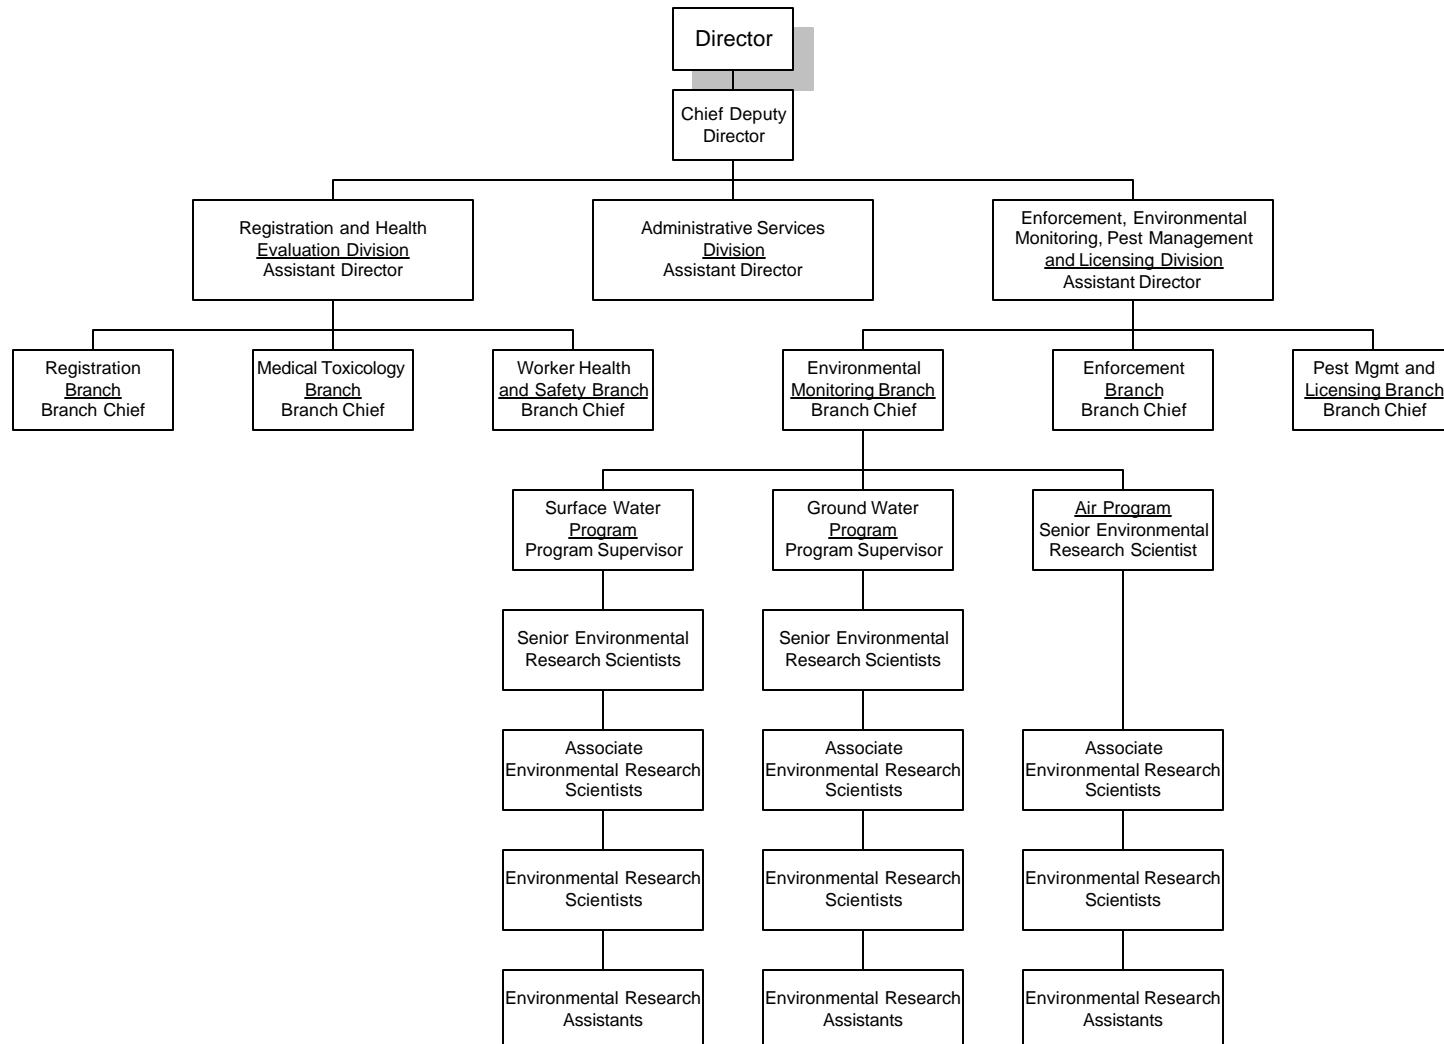 Director
Chief Deputy
Director
Registration and Health
Evaluation Division
Assistant Director
Administrative Services
Division
Assistant Director
Enforcement, Environmental
Monitoring, Pest Management
and Licensing Division
Assistant Director
Registration
Branch
Branch Chief
Medical Toxicology
Branch
Branch Chief
Worker Health
and Safety Branch
Branch Chief
Environmental
Monitoring Branch
Branch Chief
Enforcement
Branch
Branch Chief
Pest Mgmt and
Licensing Branch
Branch Chief
Surface Water
Program
Program Supervisor
Ground Water
Program
Program Supervisor
Air Program
Senior Environmental
Research Scientist
Senior Environmental
Research Scientists
Senior Environmental
Research Scientists
Associate
Environmental Research
Scientists
Associate
Environmental Research
Scientists
Associate
Environmental Research
Scientists
Environmental Research
Scientists
Environmental Research
Scientists
Environmental Research
Scientists
Environmental Research
Assistants
Environmental Research
Assistants
Environmental Research
Assistants